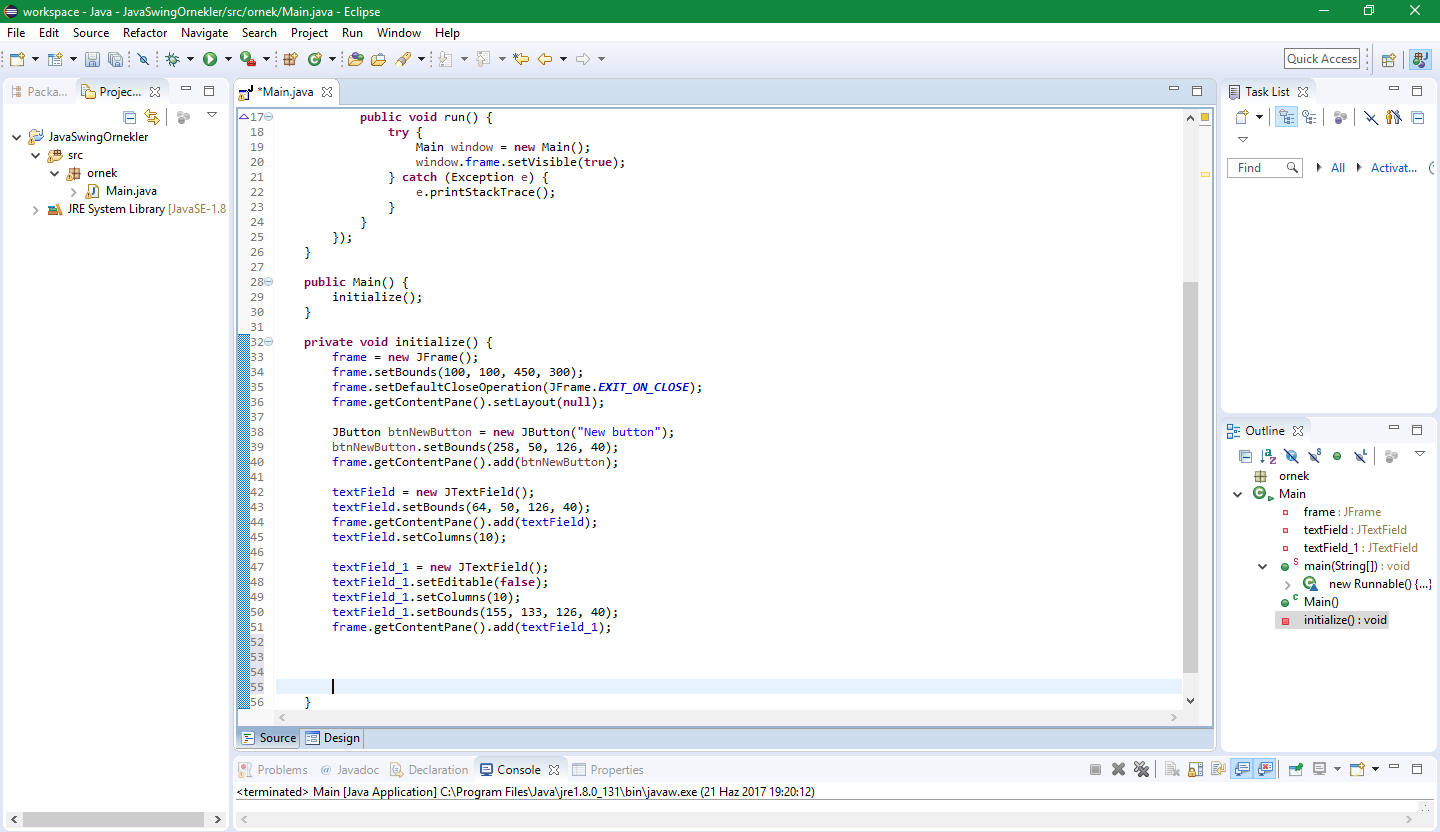 workspace - Java - JavaSwingOrnekler/src/ornek/Main.java - Eclipse
File Edit Source Refactor Navigate Search Project Run Window Help
Quick Access
Packa...
Projec...
JavaSwingOrnekler
src
ornek
Main.java
JRE System Library [JavaSE-1.8
*Main.java
17 public void run() {
18 try {
19 Main window = new Main();
20 window.frame.setVisible(true);
21 } catch (Exception e) {
22 e.printStackTrace();
23 }
24 }
25 });
26 }
27
28 public Main() {
29 initialize();
30 }
31
32 private void initialize() {
33 frame = new JFrame();
34 frame.setBounds(100, 100, 450, 300);
35 frame.setDefaultCloseOperation(JFrame.EXIT_ON_CLOSE);
36 frame.getContentPane().setLayout(null);
37
38 JButton btnNewButton = new JButton("New button");
39 btnNewButton.setBounds(258, 50, 126, 40);
40 frame.getContentPane().add(btnNewButton);
41
42 textField = new JTextField();
43 textField.setBounds(64, 50, 126, 40);
44 frame.getContentPane().add(textField);
45 textField.setColumns(10);
46
47 textField_1 = new JTextField();
48 textField_1.setEditable(false);
49 textField_1.setColumns(10);
50 textField_1.setBounds(155, 133, 126, 40);
51 frame.getContentPane().add(textField_1);
52
53
54
55
56 }
Source Design
Task List
Find All Activat...
Outline
ornek
Main
frame : JFrame
textField : JTextField
textField_1 : JTextField
main(String[]) : void
new Runnable() {...}
Main()
initialize() : void
Problems @ Javadoc Declaration Console Properties
<terminated> Main [Java Application] C:\Program Files\Java\jre1.8.0_131\bin\javaw.exe (21 Haz 2017 19:20:12)